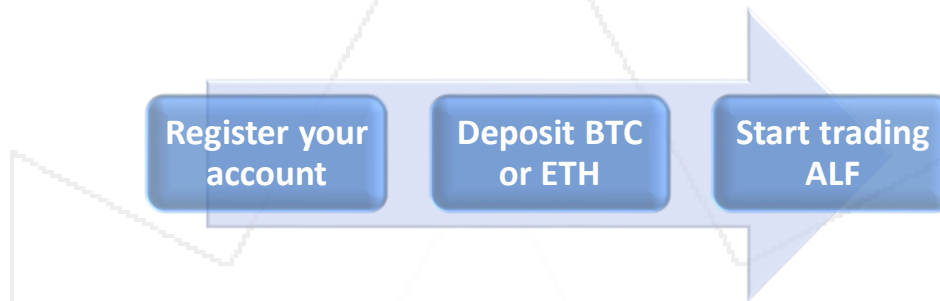 Register your
account
Deposit BTC
or ETH
Start trading
ALF